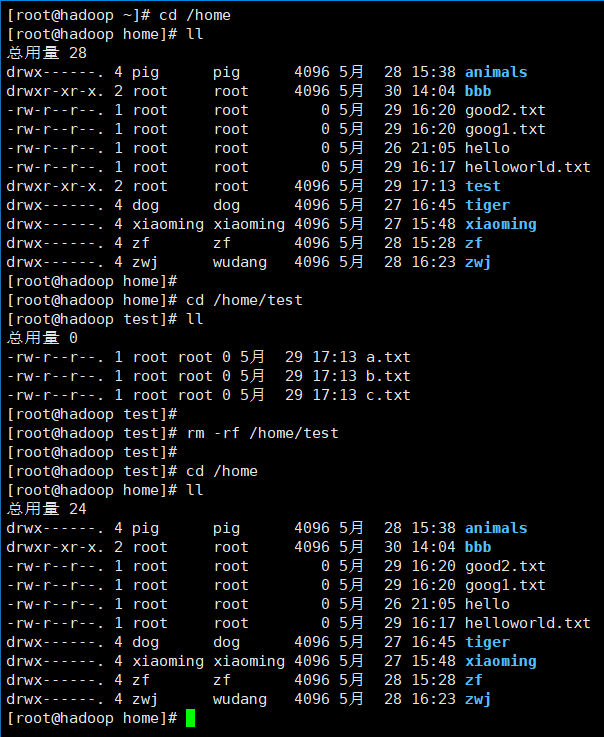 [root@hadoop ~]# cd /home
[root@hadoop home]# ll
总用量 28
drwx------. 4 pig      pig      4096 5月  28 15:38 animals
drwxr-xr-x. 2 root     root     4096 5月  30 14:04 bbb
-rw-r--r--. 1 root     root        0 5月  29 16:20 good2.txt
-rw-r--r--. 1 root     root        0 5月  29 16:20 goog1.txt
-rw-r--r--. 1 root     root        0 5月  26 21:05 hello
-rw-r--r--. 1 root     root        0 5月  29 16:17 helloworld.txt
drwxr-xr-x. 2 root     root     4096 5月  29 17:13 test
drwx------. 4 dog      dog      4096 5月  27 16:45 tiger
drwx------. 4 xiaoming xiaoming 4096 5月  27 15:48 xiaoming
drwx------. 4 zf       zf       4096 5月  28 15:28 zf
drwx------. 4 zwj      wudang   4096 5月  28 16:23 zwj
[root@hadoop home]#
[root@hadoop home]# cd /home/test
[root@hadoop test]# ll
总用量 0
-rw-r--r--. 1 root root 0 5月  29 17:13 a.txt
-rw-r--r--. 1 root root 0 5月  29 17:13 b.txt
-rw-r--r--. 1 root root 0 5月  29 17:13 c.txt
[root@hadoop test]#
[root@hadoop test]# rm -rf /home/test
[root@hadoop test]#
[root@hadoop test]# cd /home
[root@hadoop home]# ll
总用量 24
drwx------. 4 pig      pig      4096 5月  28 15:38 animals
drwxr-xr-x. 2 root     root     4096 5月  30 14:04 bbb
-rw-r--r--. 1 root     root        0 5月  29 16:20 good2.txt
-rw-r--r--. 1 root     root        0 5月  29 16:20 goog1.txt
-rw-r--r--. 1 root     root        0 5月  26 21:05 hello
-rw-r--r--. 1 root     root        0 5月  29 16:17 helloworld.txt
drwx------. 4 dog      dog      4096 5月  27 16:45 tiger
drwx------. 4 xiaoming xiaoming 4096 5月  27 15:48 xiaoming
drwx------. 4 zf       zf       4096 5月  28 15:28 zf
drwx------. 4 zwj      wudang   4096 5月  28 16:23 zwj
[root@hadoop home]#